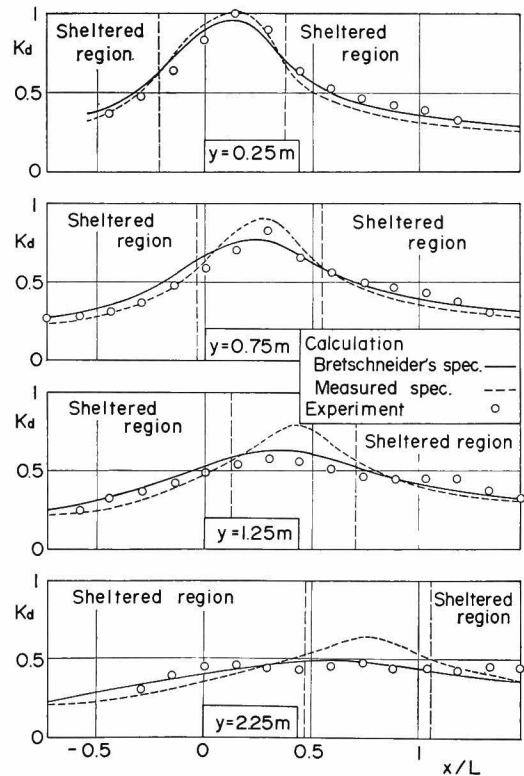 1
Kd
0.5
0
Sheltered region.
Sheltered region
y=0.25m
1
Kd
0.5
0
Sheltered region
Sheltered region
y=0.75m
Calculation
Bretschneider's spec.
Measured spec.
Experiment
1
Kd
0.5
0
Sheltered region
Sheltered region
y=1.25m
1
Kd
0.5
0
Sheltered region
Sheltered region
y=2.25m
-0.5 0 0.5 1 x/L